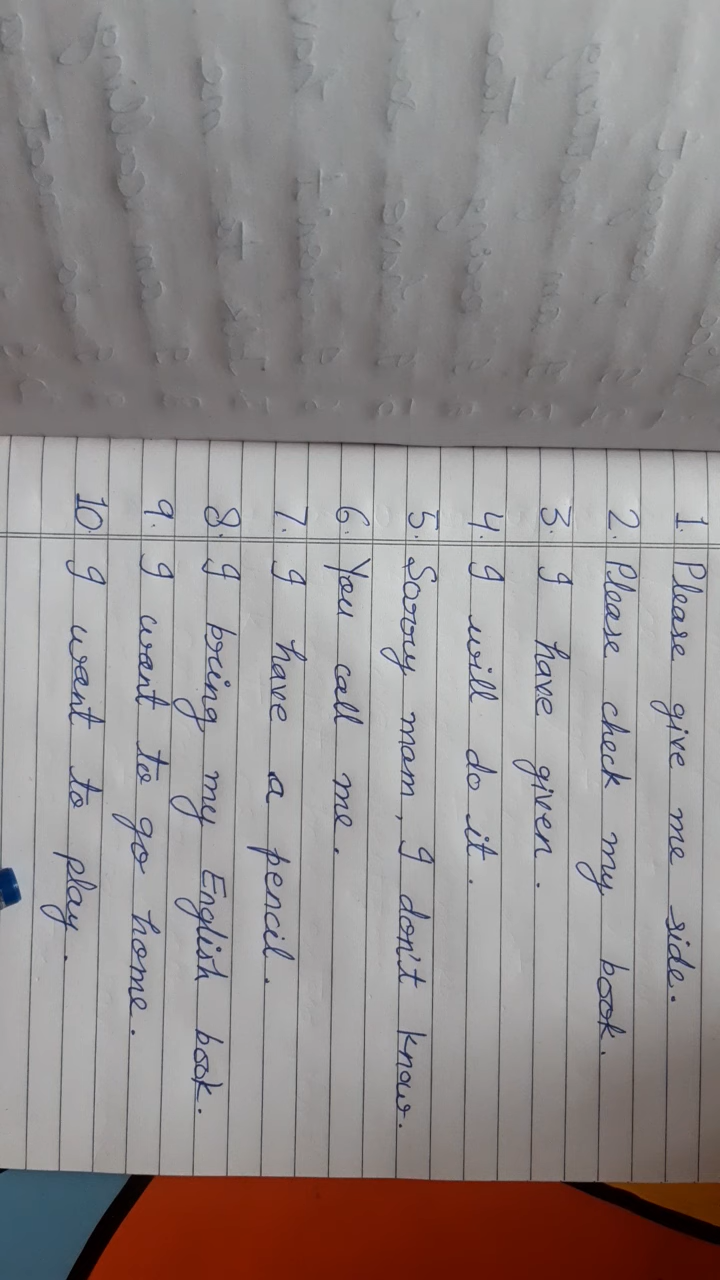 1. Please give me side.
2. Please check my book.
3. I have given.
4. I will do it.
5. Sorry mam, I don't know.
6. You call me.
7. I have a pencil.
8. I bring my English book.
9. I want to go home.
10. I want to play.